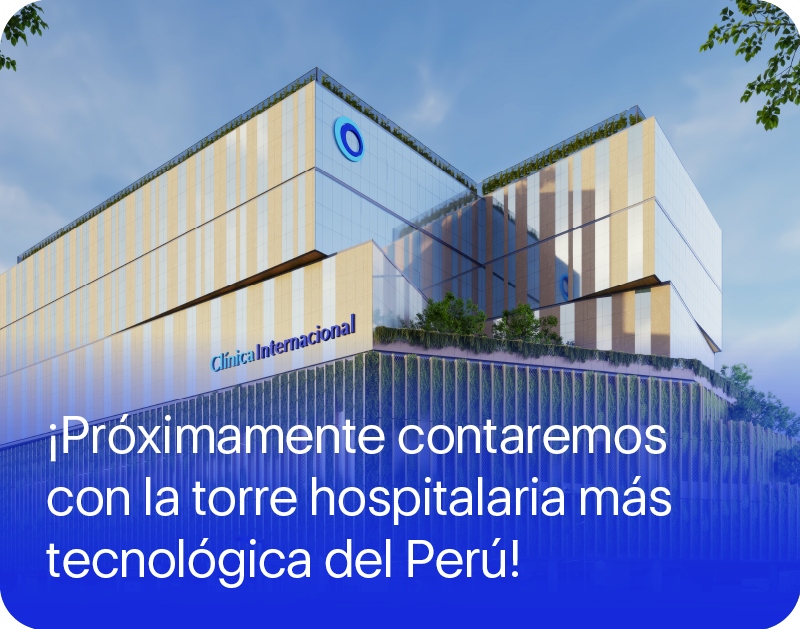 Clínica Internacional
¡Próximamente contaremos
con la torre hospitalaria más
tecnológica del Perú!